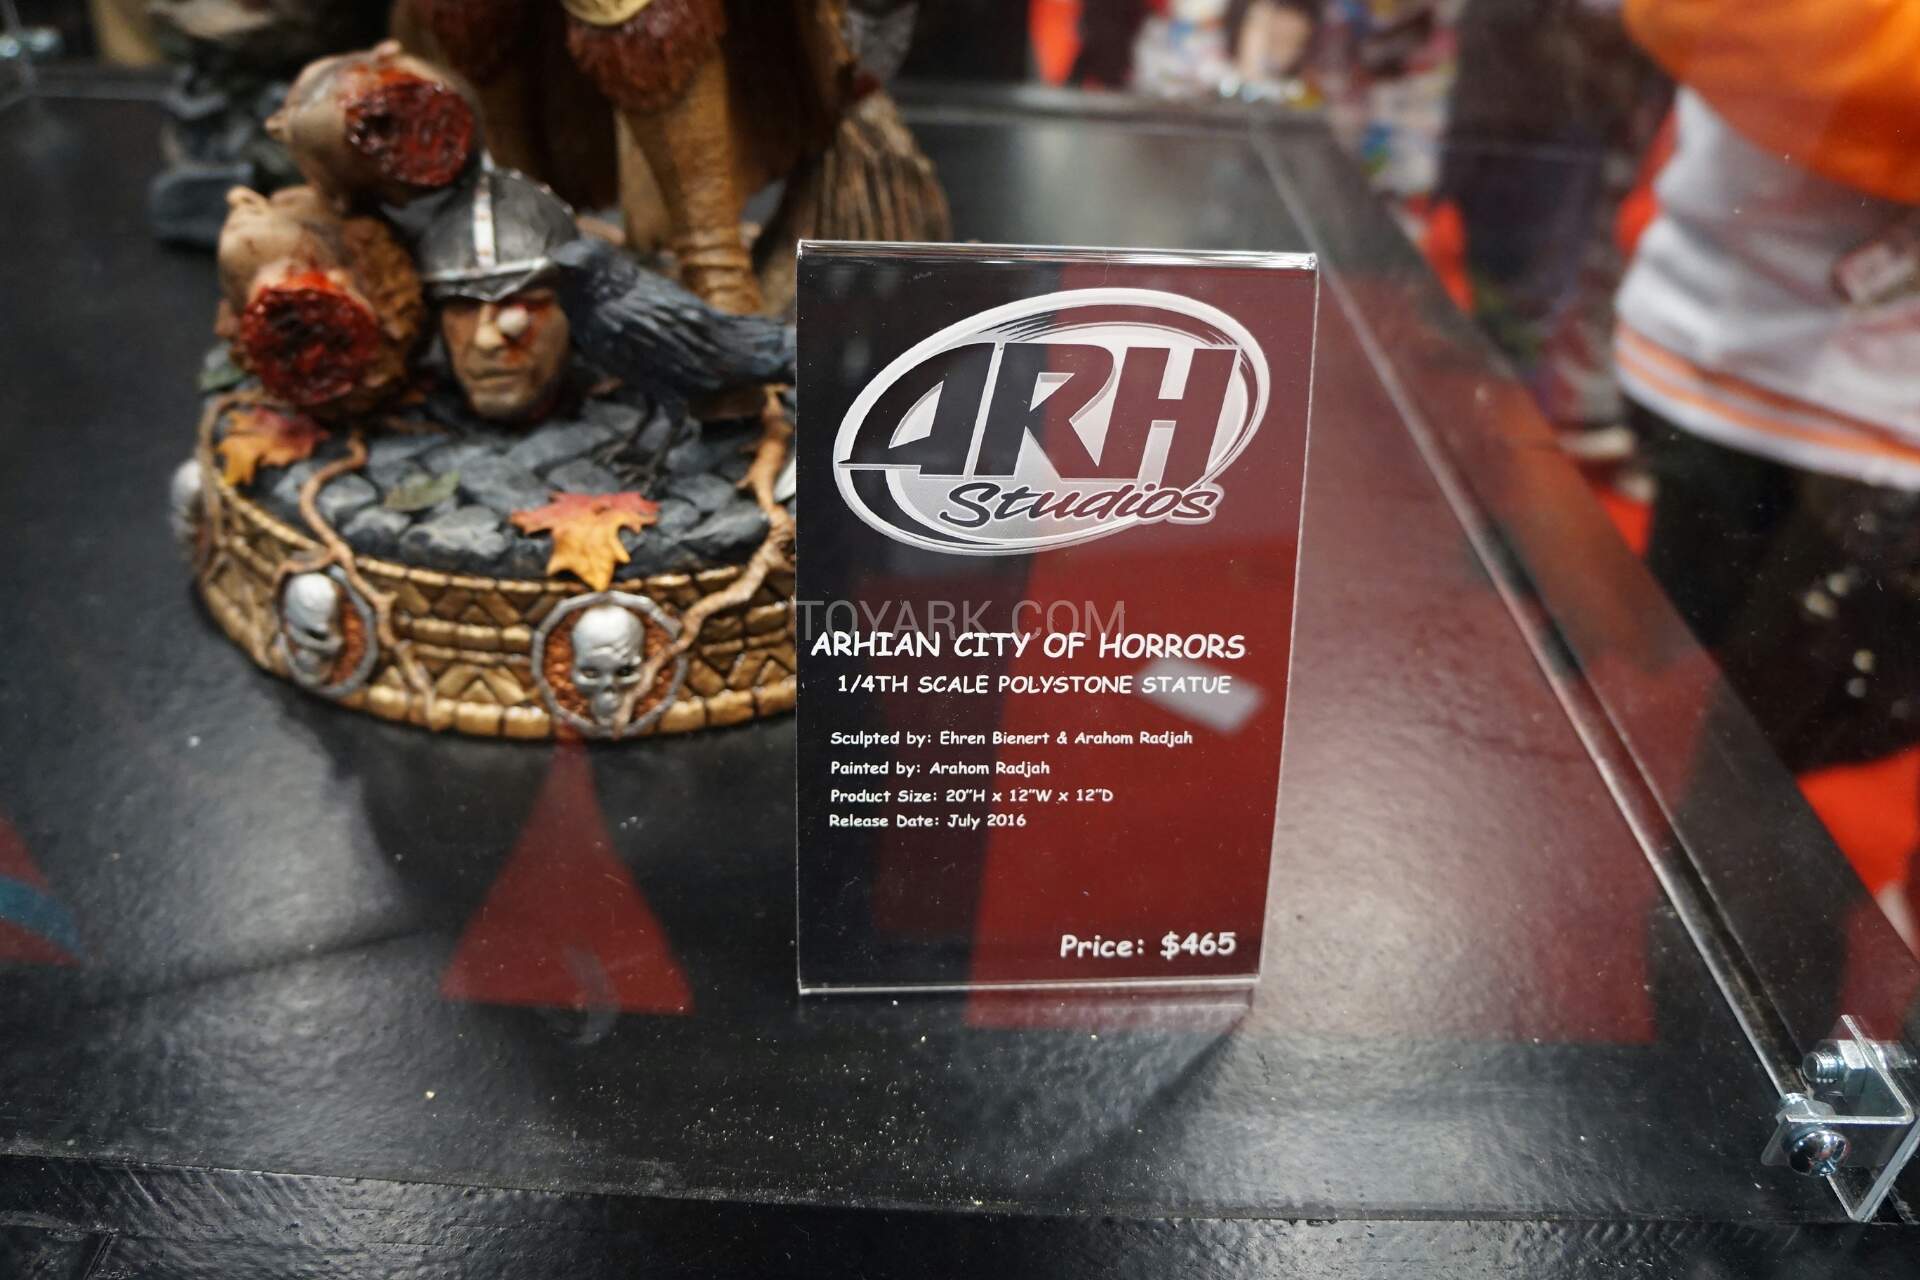 ARH
Studios
TOYARK.COM
ARHIAN CITY OF HORRORS
1/4TH SCALE POLYSTONE STATUE
Sculpted by: Ehren Bienert & Arahom Radjah
Painted by: Arahom Radjah
Product Size: 20"H x 12"W x 12"D
Release Date: July 2016
Price: $465